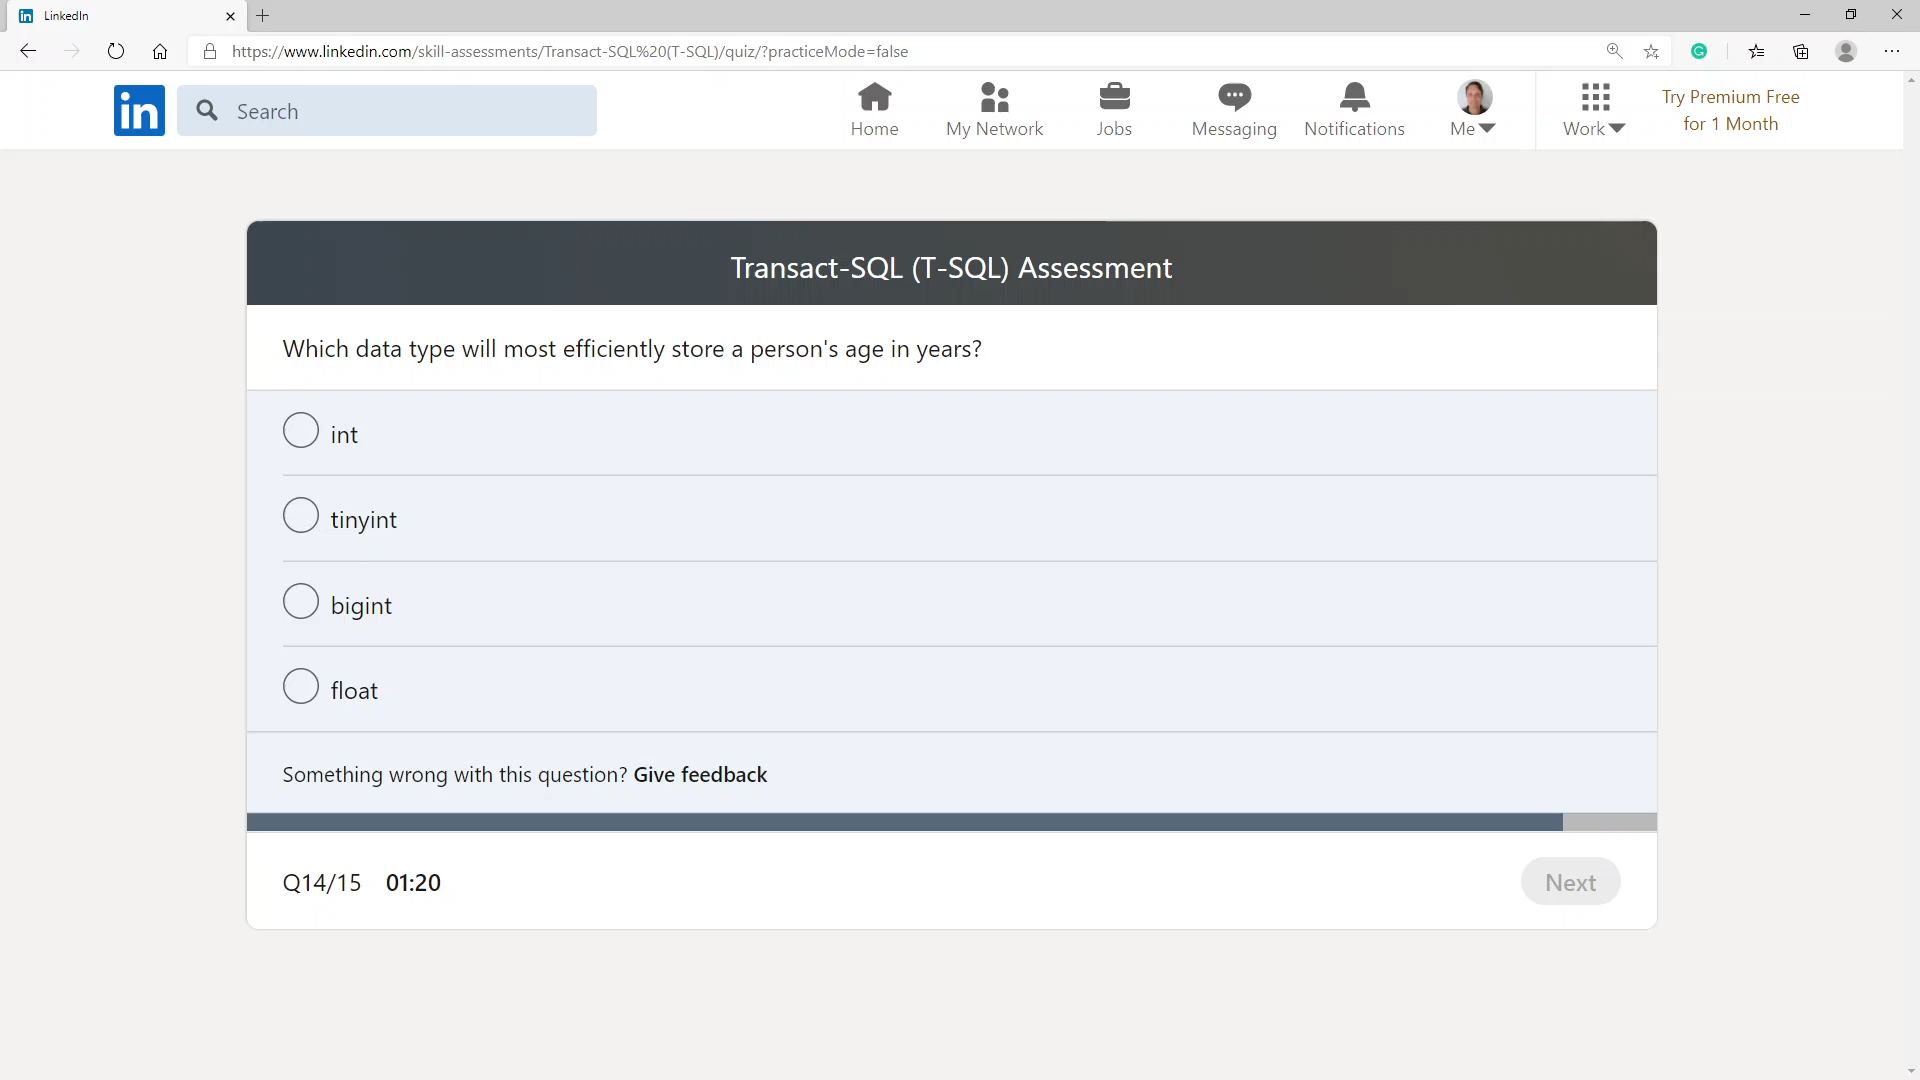 LinkedIn
https://www.linkedin.com/skill-assessments/Transact-SQL%20(T-SQL)/quiz/?practiceMode=false
in
Search
Home
My Network
Jobs
Messaging
Notifications
Me
Work
Try Premium Free
for 1 Month
Transact-SQL (T-SQL) Assessment
Which data type will most efficiently store a person's age in years?
int
tinyint
bigint
float
Something wrong with this question? Give feedback
Q14/15 01:20
Next